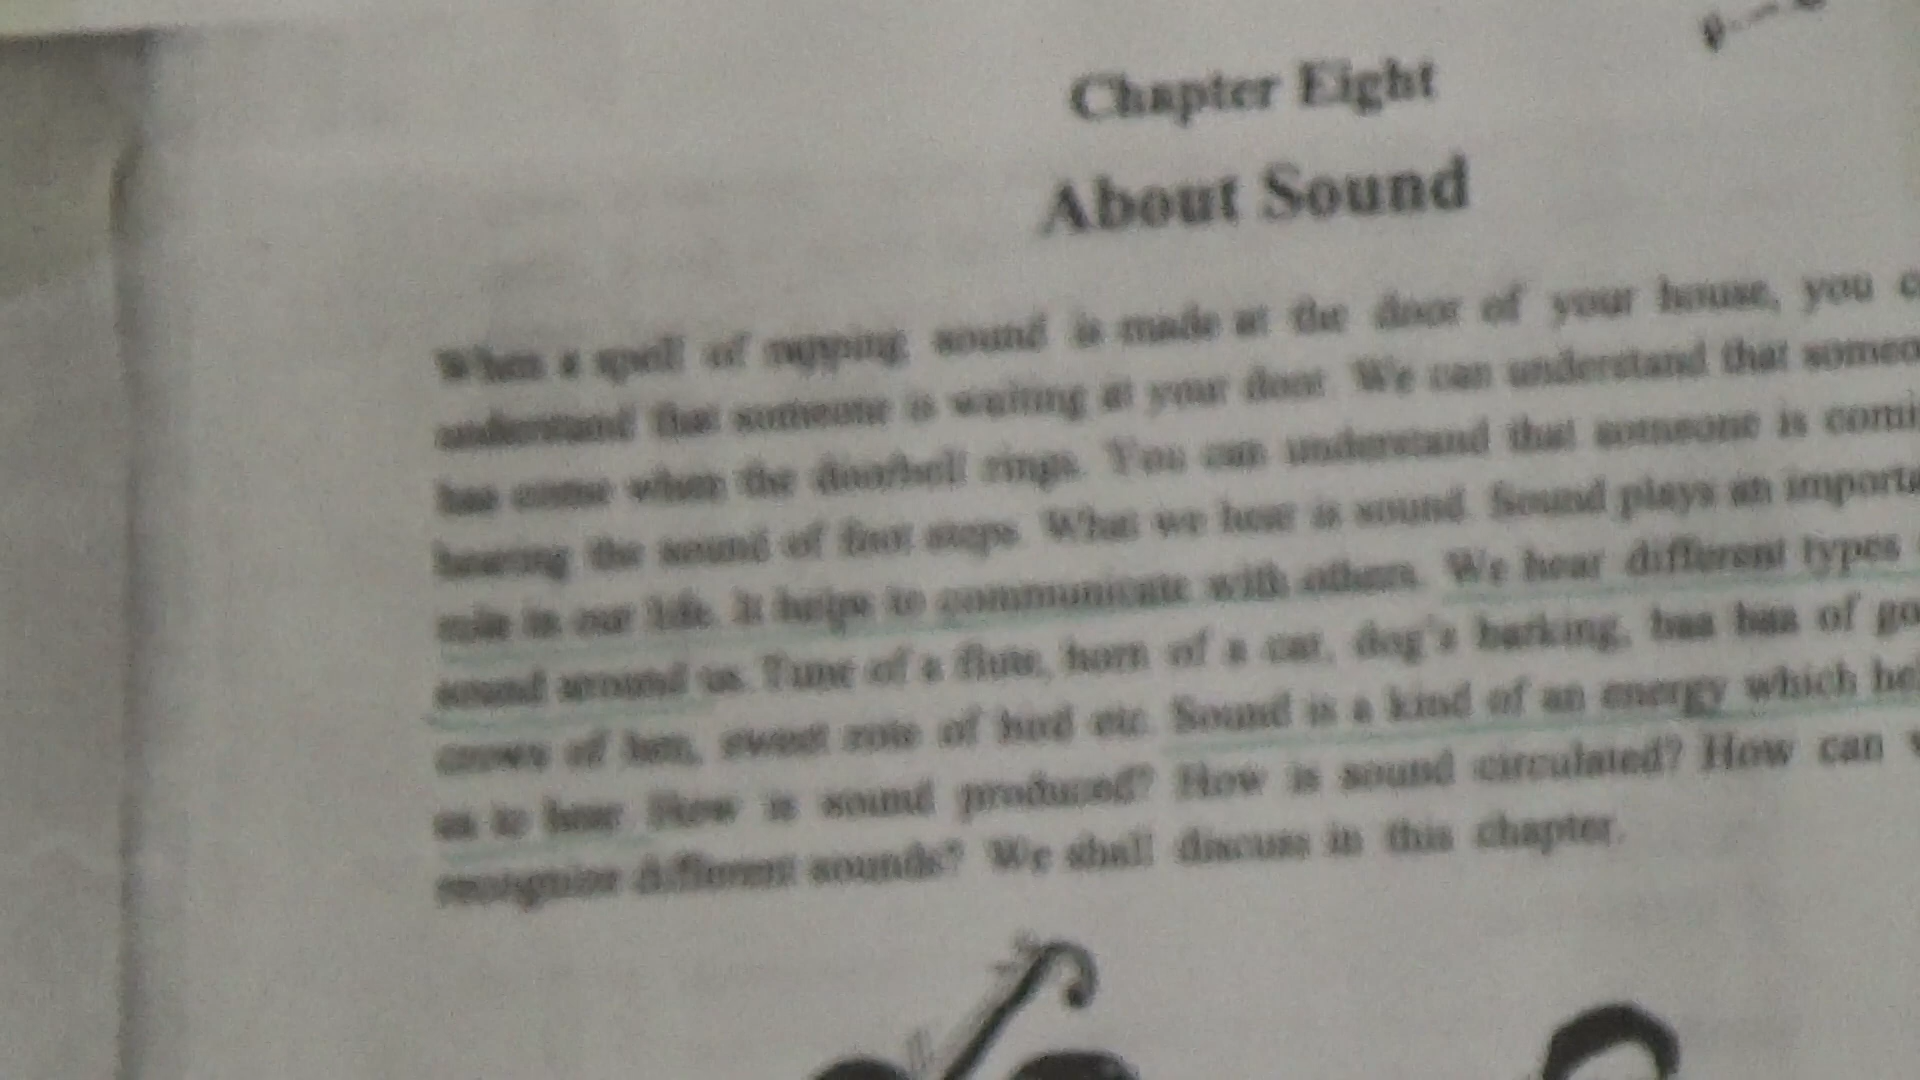 Chapter Eight
About Sound
When a spell of rapping sound is made at the door of your house, you
understand that someone is waiting at your door. We can understand that
has come when the doorbell rings. You can understand that someone is
hearing the sound of foot steps. What we hear is sound. Sound plays an
role in our life. It helps to communicate with others. We hear different types
sound around us. Tune of a flute, horn of a car, dog's barking, baa baa of
crows of hen, sweet role of bird etc. Sound is a kind of an energy which
us to hear. How is sound produced? How is sound circulated? How can
recognize different sounds? We shall discuss in this chapter.